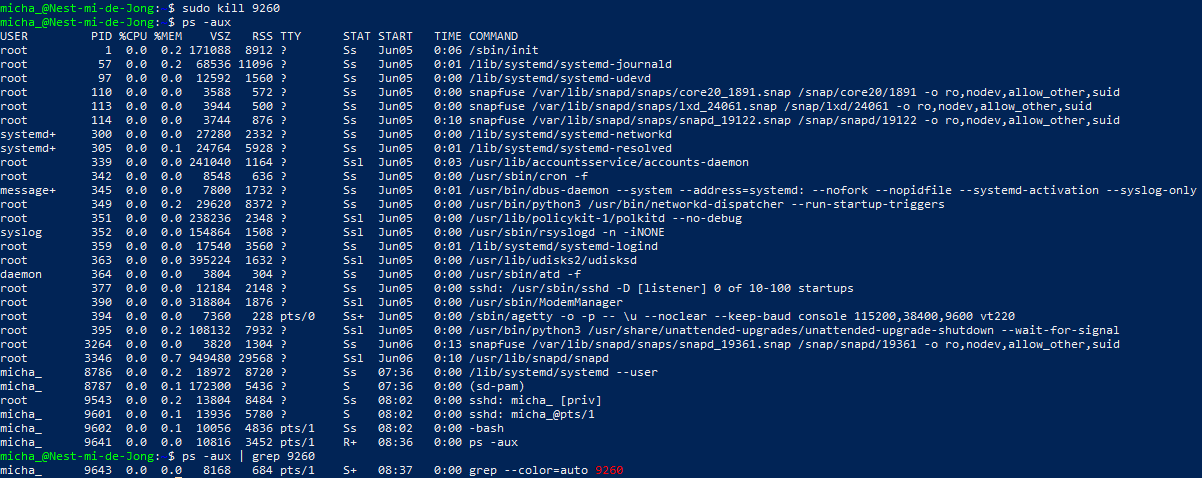 micha_@Nest-mi-de-Jong:~$ sudo kill 9260
micha_@Nest-mi-de-Jong:~$ ps -aux
USER PID %CPU %MEM VSZ RSS TTY STAT START TIME COMMAND
root 1 0.0 0.2 171088 8912 ? Ss Jun05 0:06 /sbin/init
root 57 0.0 0.2 68536 11096 ? Ss Jun05 0:01 /lib/systemd/systemd-journald
root 97 0.0 0.0 12592 1560 ? Ss Jun05 0:00 /lib/systemd/systemd-udevd
root 110 0.0 0.0 3588 572 ? Ss Jun05 0:00 snapfuse /var/lib/snapd/snaps/core20_1891.snap /snap/core20/1891 -o ro,nodev,allow_other,suid
root 113 0.0 0.0 3944 500 ? Ss Jun05 0:00 snapfuse /var/lib/snapd/snaps/lxd_24061.snap /snap/lxd/24061 -o ro,nodev,allow_other,suid
root 114 0.0 0.0 3744 876 ? Ss Jun05 0:10 snapfuse /var/lib/snapd/snaps/snapd_19122.snap /snap/snapd/19122 -o ro,nodev,allow_other,suid
systemd+ 300 0.0 0.0 27280 2332 ? Ss Jun05 0:00 /lib/systemd/systemd-networkd
systemd+ 305 0.0 0.1 24764 5928 ? Ss Jun05 0:01 /lib/systemd/systemd-resolved
root 339 0.0 0.0 241040 1164 ? Ssl Jun05 0:03 /usr/lib/accountsservice/accounts-daemon
root 342 0.0 0.0 8548 636 ? Ss Jun05 0:00 /usr/sbin/cron -f
message+ 345 0.0 0.0 7800 1732 ? Ss Jun05 0:01 /usr/bin/dbus-daemon --system --address=systemd: --nofork --nopidfile --systemd-activation --syslog-only
root 349 0.0 0.2 29620 8372 ? Ss Jun05 0:00 /usr/bin/python3 /usr/bin/networkd-dispatcher --run-startup-triggers
root 351 0.0 0.0 238236 2348 ? Ssl Jun05 0:00 /usr/lib/policykit-1/polkitd --no-debug
syslog 352 0.0 0.0 154864 1508 ? Ssl Jun05 0:00 /usr/sbin/rsyslogd -n -iNONE
root 359 0.0 0.0 17540 3560 ? Ss Jun05 0:01 /lib/systemd/systemd-logind
root 363 0.0 0.0 395224 1632 ? Ssl Jun05 0:00 /usr/lib/udisks2/udisksd
daemon 364 0.0 0.0 3804 304 ? Ss Jun05 0:00 /usr/sbin/atd -f
root 377 0.0 0.0 12184 2148 ? Ss Jun05 0:00 sshd: /usr/sbin/sshd -D [listener] 0 of 10-100 startups
root 390 0.0 0.0 318804 1876 ? Ssl Jun05 0:00 /usr/sbin/ModemManager
root 394 0.0 0.0 7360 228 pts/0 Ss+ Jun05 0:00 /sbin/agetty -o -p -- \u --noclear --keep-baud console 115200,38400,9600 vt220
root 395 0.0 0.2 108132 7932 ? Ssl Jun05 0:00 /usr/bin/python3 /usr/share/unattended-upgrades/unattended-upgrade-shutdown --wait-for-signal
root 3264 0.0 0.0 3820 1304 ? Ss Jun06 0:13 snapfuse /var/lib/snapd/snaps/snapd_19361.snap /snap/snapd/19361 -o ro,nodev,allow_other,suid
root 3346 0.0 0.7 949480 29568 ? Ssl Jun06 0:10 /usr/lib/snapd/snapd
micha_ 8786 0.0 0.2 18972 8720 ? Ss 07:36 0:00 /lib/systemd/systemd --user
micha_ 8787 0.0 0.1 172300 5436 ? S 07:36 0:00 (sd-pam)
root 9543 0.0 0.2 13804 8484 ? Ss 08:02 0:00 sshd: micha_ [priv]
micha_ 9601 0.0 0.1 13936 5780 ? S 08:02 0:00 sshd: micha_@pts/1
micha_ 9602 0.0 0.1 10056 4836 pts/1 Ss 08:02 0:00 -bash
micha_ 9641 0.0 0.0 10816 3452 pts/1 R+ 08:36 0:00 ps -aux
micha_@Nest-mi-de-Jong:~$ ps -aux | grep 9260
micha_ 9643 0.0 0.0 8168 684 pts/1 S+ 08:37 0:00 grep --color=auto 9260